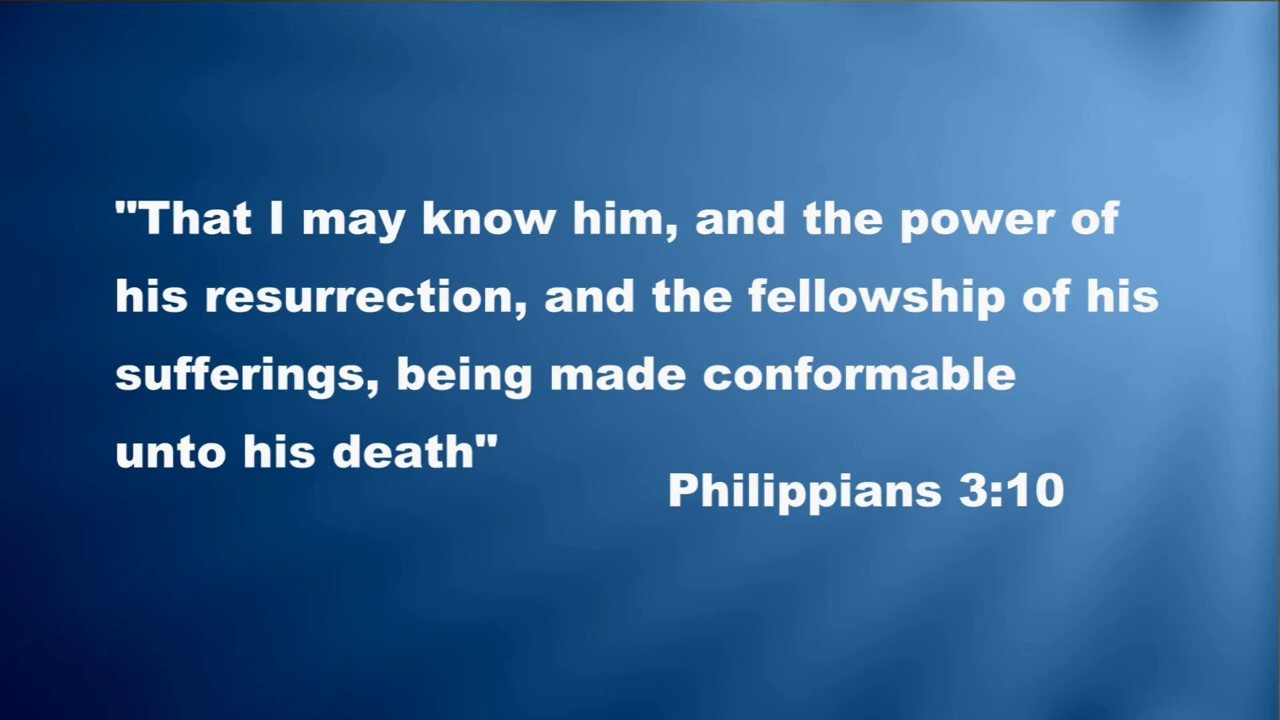 "That I may know him, and the power of
his resurrection, and the fellowship of his
sufferings, being made conformable
unto his death"
Philippians 3:10